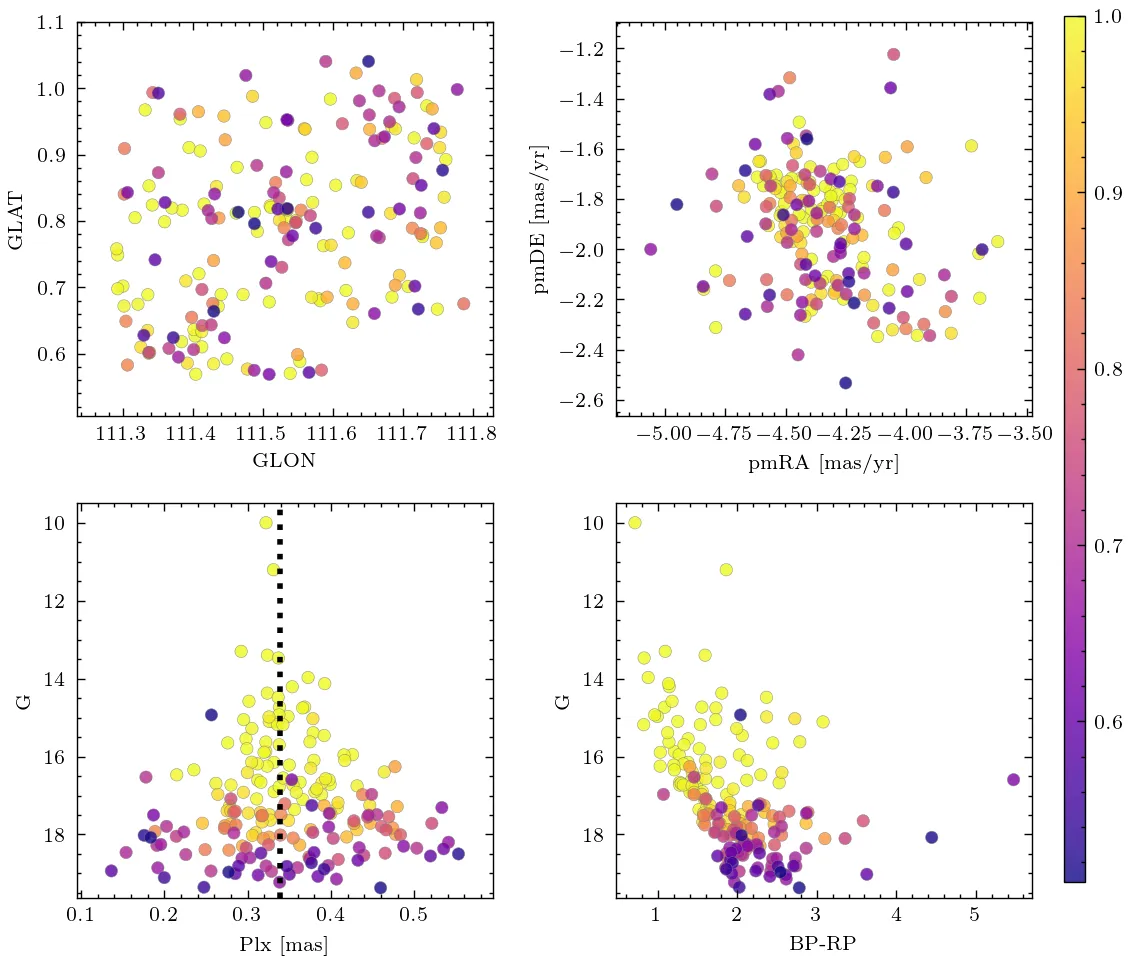 1.1
1.0
0.9
0.8
0.7
0.6
GLAT
111.3 111.4 111.5 111.6 111.7 111.8
GLON
−1.2
−1.4
−1.6
−1.8
−2.0
−2.2
−2.4
−2.6
pmDE [mas/yr]
−5.00 −4.75 −4.50 −4.25 −4.00 −3.75 −3.50
pmRA [mas/yr]
10
12
14
16
18
G
0.1 0.2 0.3 0.4 0.5
Plx [mas]
10
12
14
16
18
G
1 2 3 4 5
BP-RP
1.0
0.9
0.8
0.7
0.6